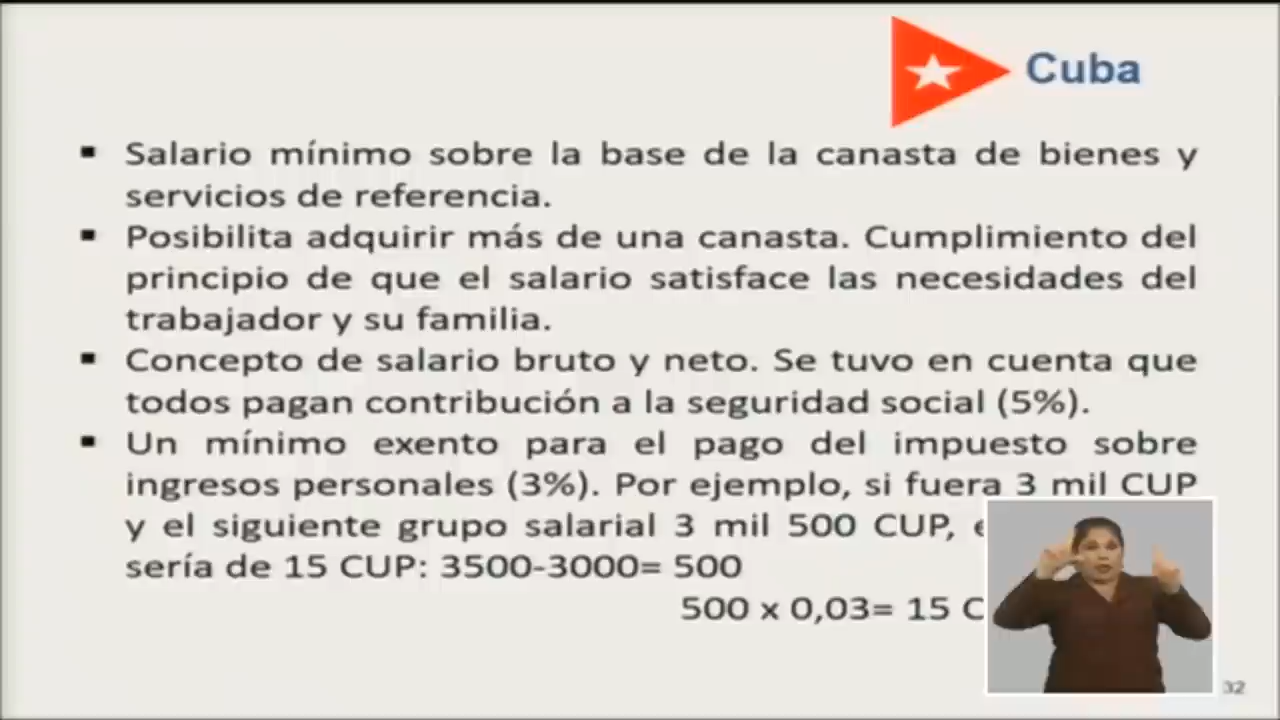 Cuba
▪ Salario mínimo sobre la base de la canasta de bienes y
servicios de referencia.
▪ Posibilita adquirir más de una canasta. Cumplimiento del
principio de que el salario satisface las necesidades del
trabajador y su familia.
▪ Concepto de salario bruto y neto. Se tuvo en cuenta que
todos pagan contribución a la seguridad social (5%).
▪ Un mínimo exento para el pago del impuesto sobre
ingresos personales (3%). Por ejemplo, si fuera 3 mil CUP
y el siguiente grupo salarial 3 mil 500 CUP,
sería de 15 CUP: 3500-3000= 500
500 x 0,03= 15
32